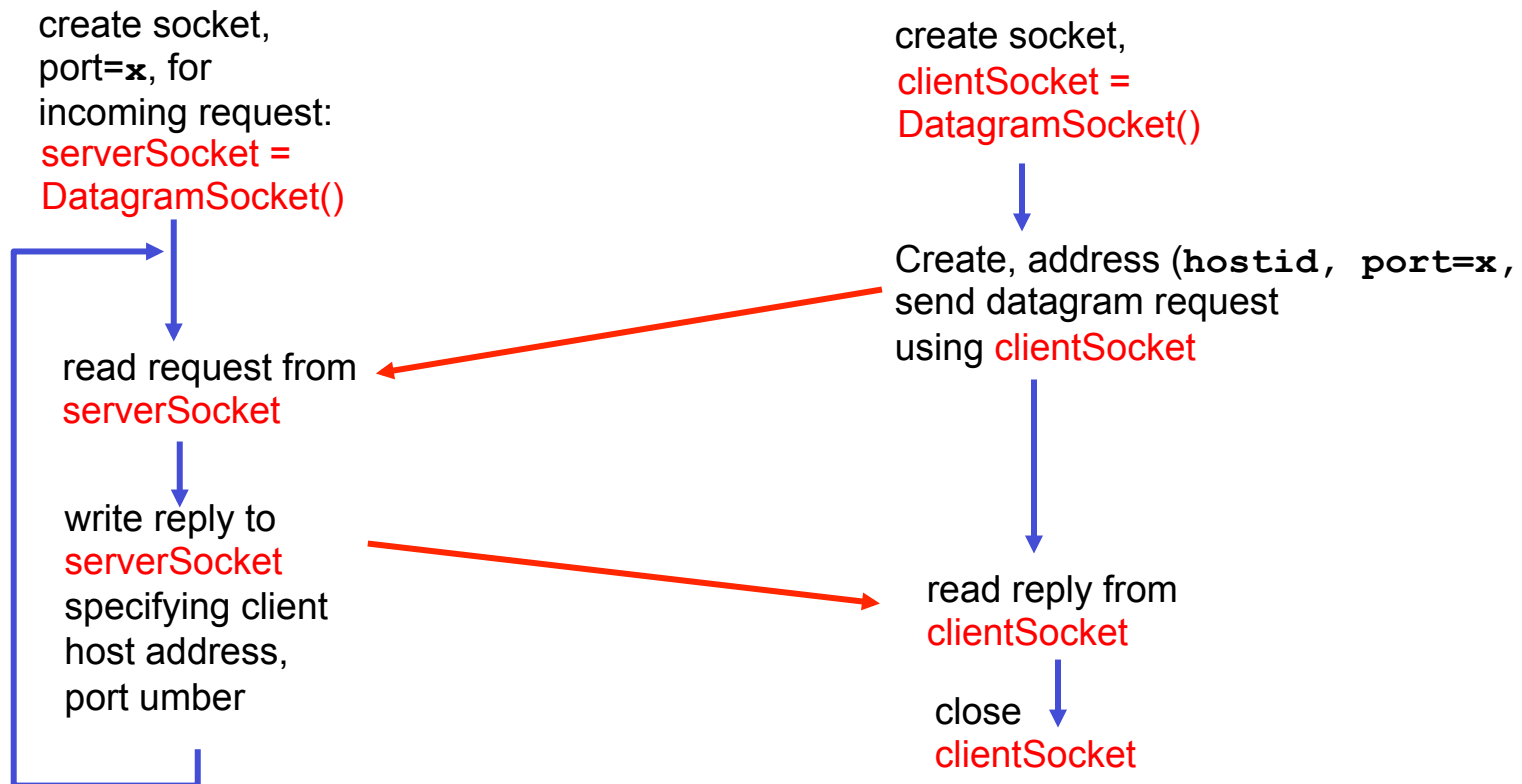 create socket,
port=x, for
incoming request:
serverSocket =
DatagramSocket()
read request from
serverSocket
write reply to
serverSocket
specifying client
host address,
port umber
create socket,
clientSocket =
DatagramSocket()
Create, address (hostid, port=x,
send datagram request
using clientSocket
read reply from
clientSocket
close
clientSocket